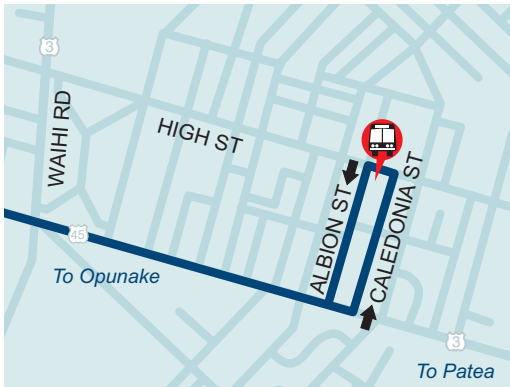 3
WAIHI RD
HIGH ST
ALBION ST
CALEDONIA ST
45
To Opunake
3
To Patea